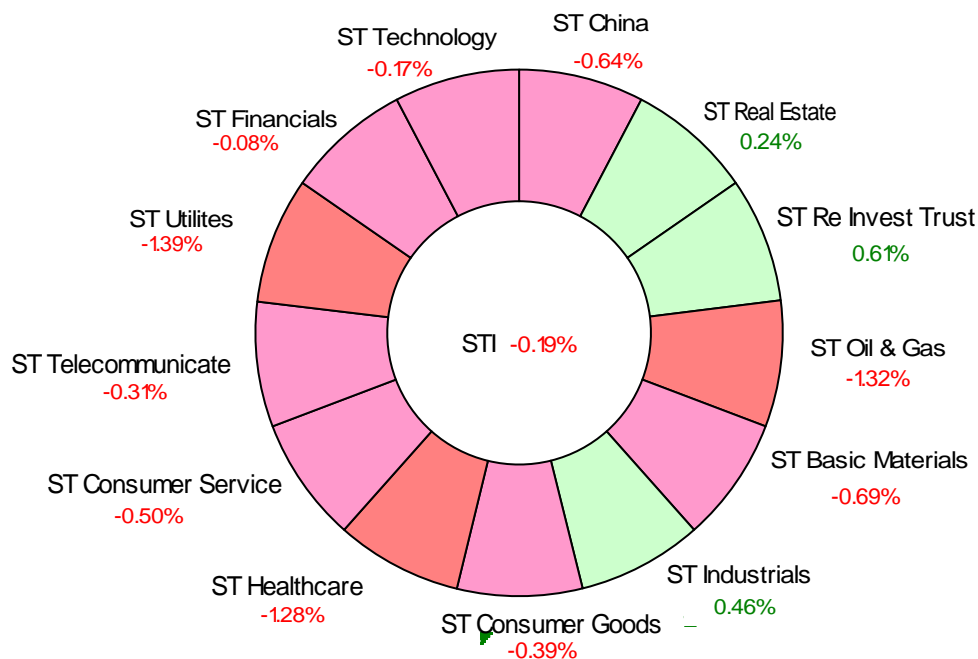 ST China
-0.64%
ST Real Estate
0.24%
ST Re Invest Trust
0.61%
ST Oil & Gas
-1.32%
ST Basic Materials
-0.69%
ST Industrials
0.46%
ST Consumer Goods
-0.39%
ST Healthcare
-1.28%
ST Consumer Service
-0.50%
ST Telecommunicate
-0.31%
ST Utilites
-1.39%
ST Financials
-0.08%
ST Technology
-0.17%
STI -0.19%